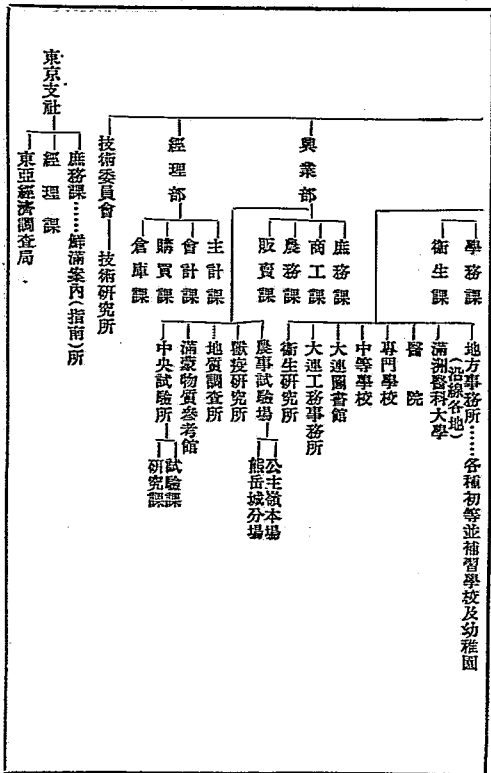 學務課
衞生課
地方事務所……各種初等並補習學校及幼稚園
(沿線各地)
滿洲醫科大學
醫院
專門學校
中等學校
大連圖書館
大連工務事務所
衞生研究所
興業部
庶務課
商工課
農務課
販賣課
農事試驗場
公主嶺本場
熊岳城分場
獸疫研究所
地質調査所
滿蒙物質參考館
中央試驗所
試驗課
研究課
經理部
主計課
會計課
購買課
倉庫課
技術委員會
技術研究所
東京支社
庶務課……鮮滿案內(指南)所
經理課
東亞經濟調査局